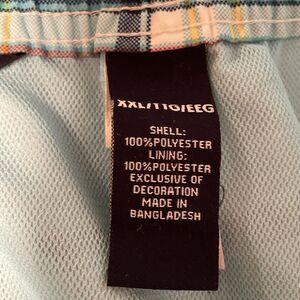 XXL/TTG/EEG
SHELL:
100%POLYESTER
LINING:
100%POLYESTER
EXCLUSIVE OF
DECORATION
MADE IN
BANGLADESH